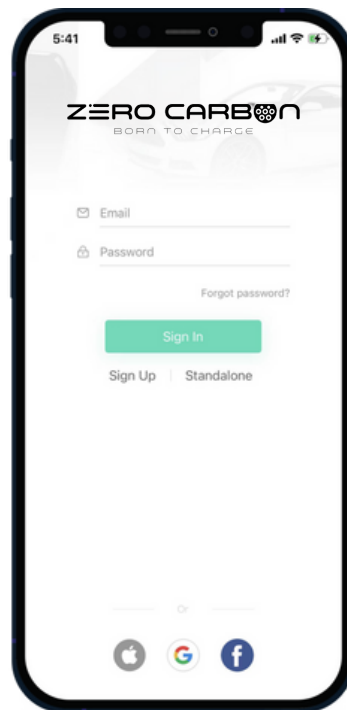 5:41
ZERO CARBON
BORN TO CHARGE
Email
Password
Forgot password?
Sign In
Sign Up | Standalone
Or